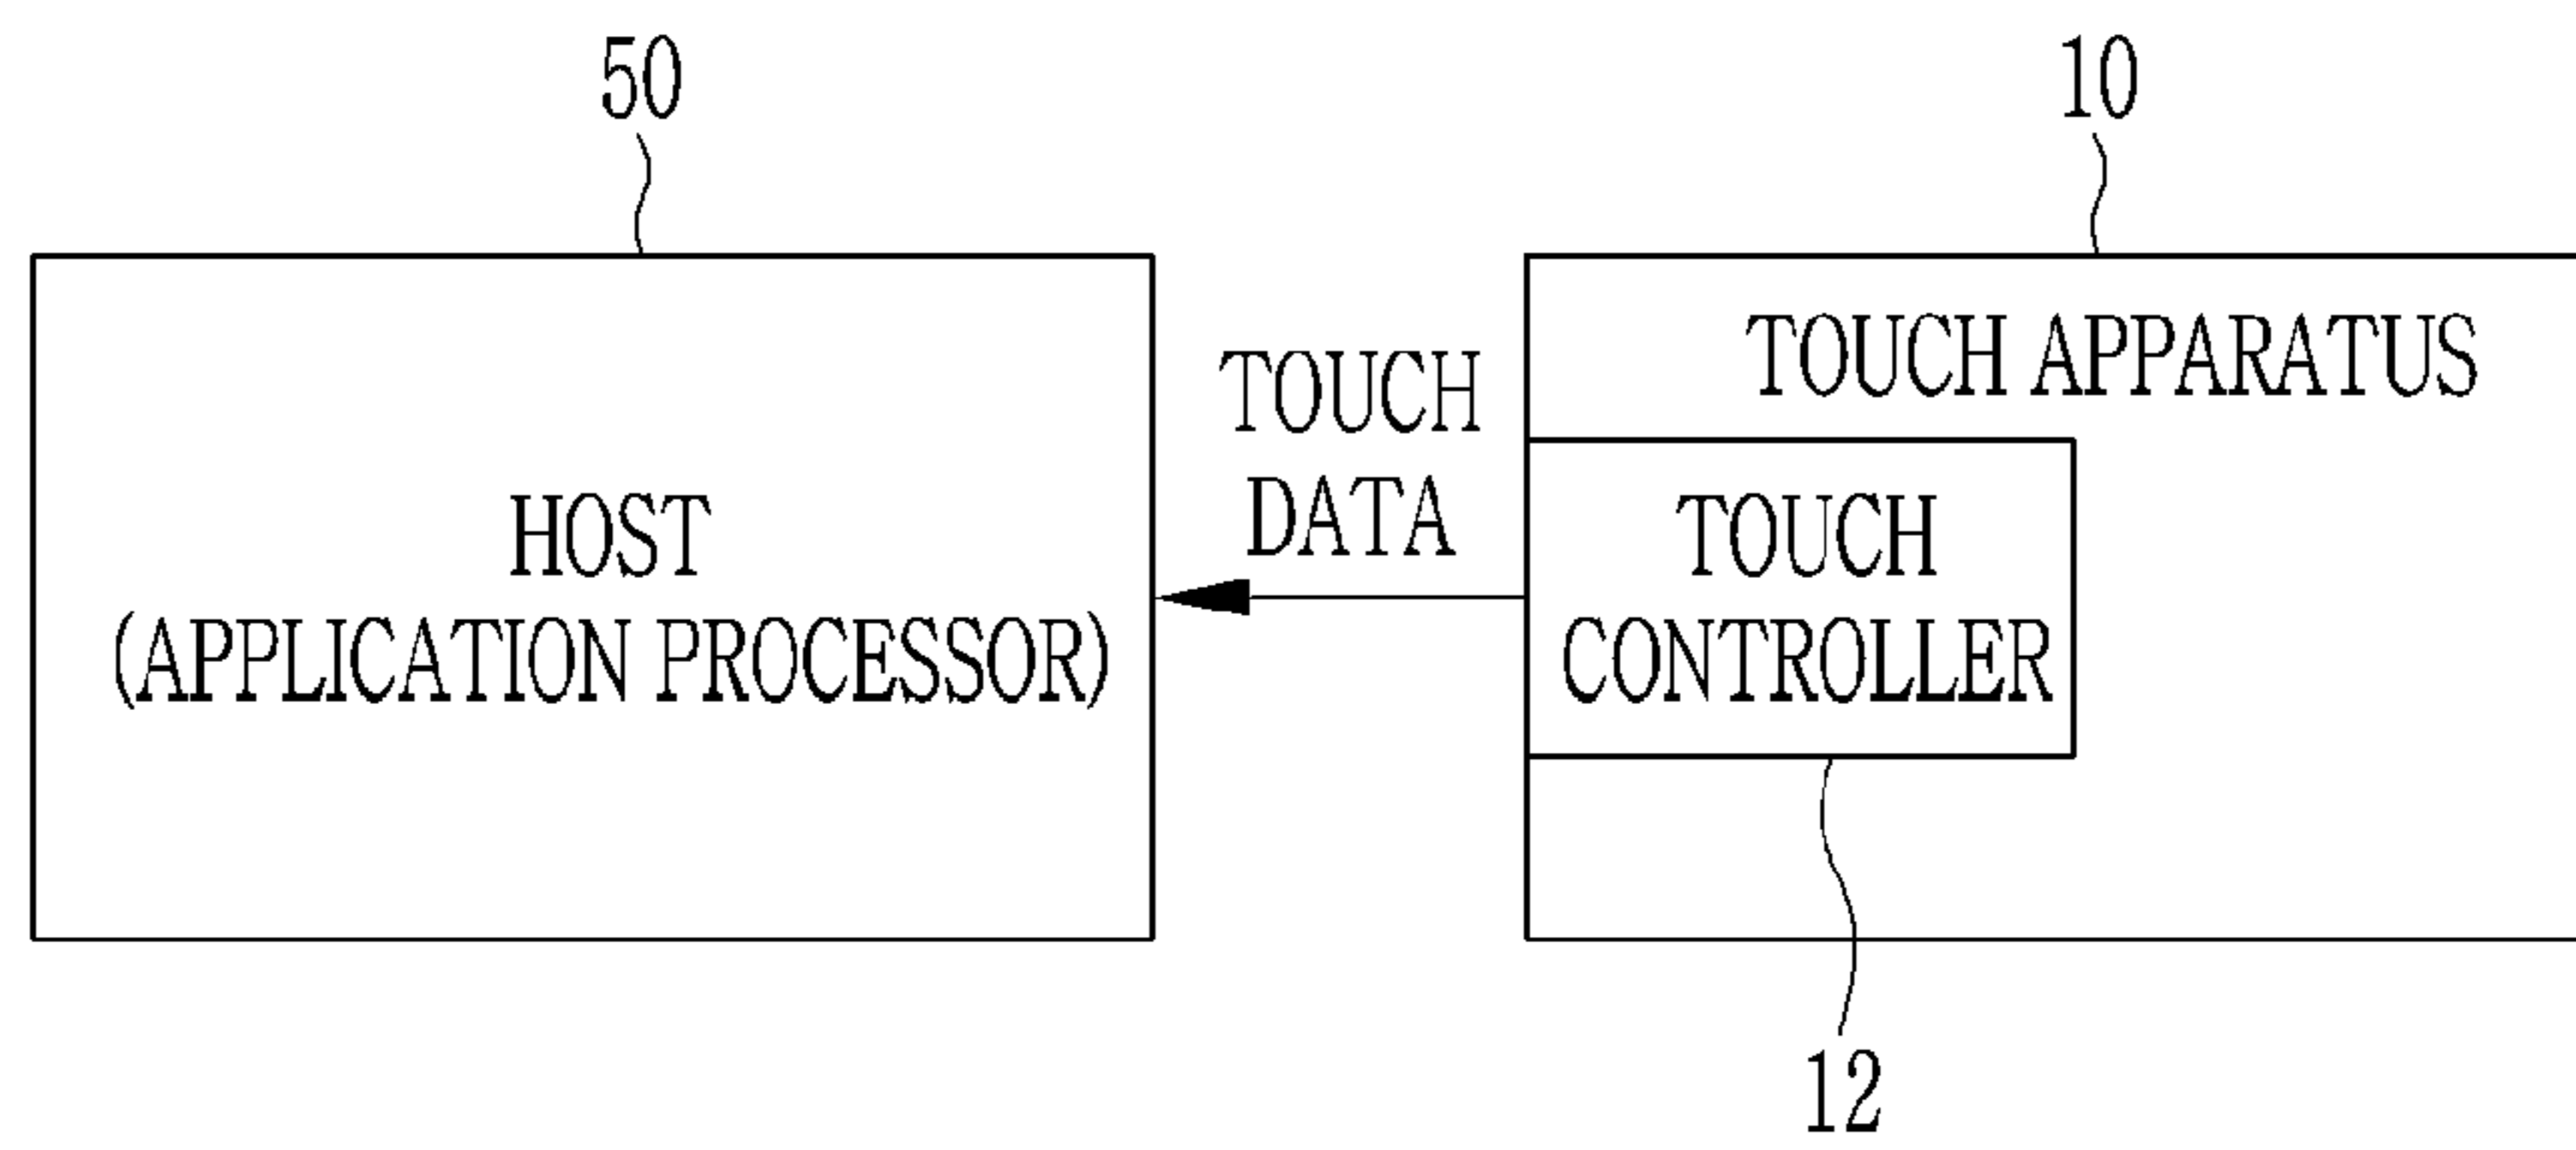 50
10
HOST
(APPLICATION PROCESSOR)
TOUCH
DATA
TOUCH APPARATUS
TOUCH
CONTROLLER
12